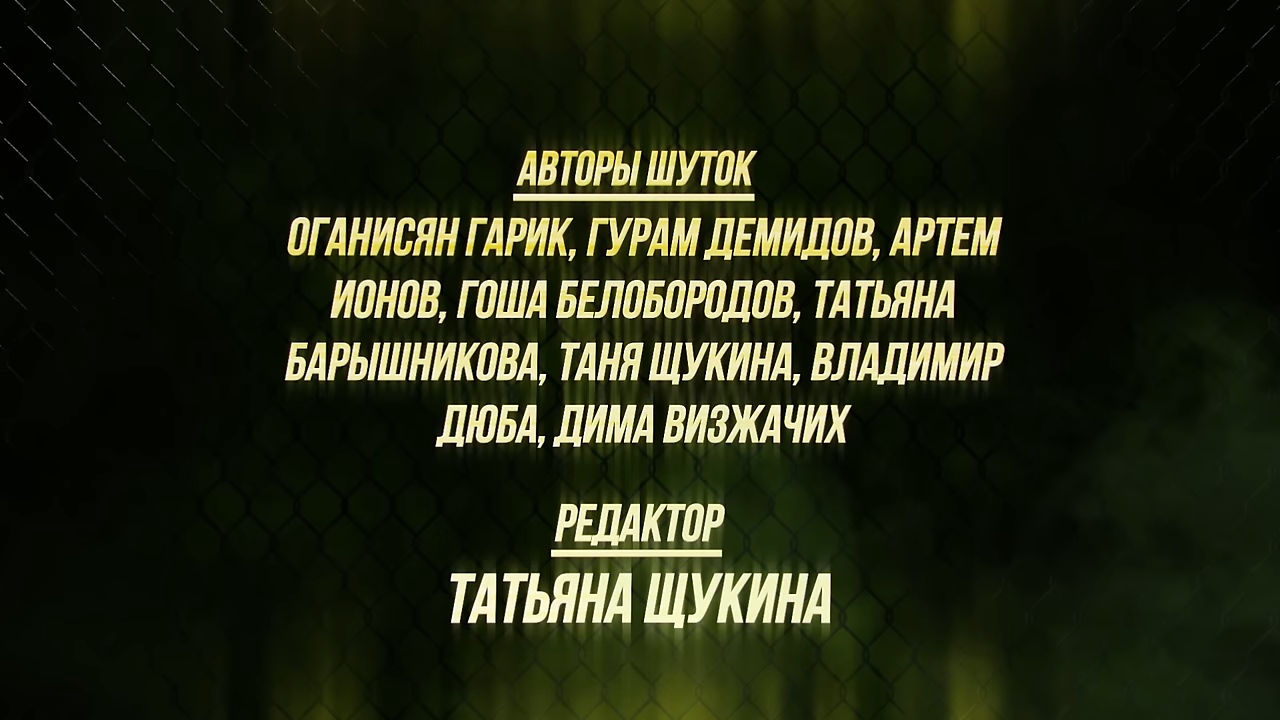 АВТОРЫ ШУТОК
ОГАНИСЯН ГАРИК, ГУРАМ ДЕМИДОВ, АРТЕМ
ИОНОВ, ГОША БЕЛОБОРОДОВ, ТАТЬЯНА
БАРЫШНИКОВА, ТАНЯ ЩУКИНА, ВЛАДИМИР
ДЮБА, ДИМА ВИЗЖАЧИХ
РЕДАКТОР
ТАТЬЯНА ЩУКИНА